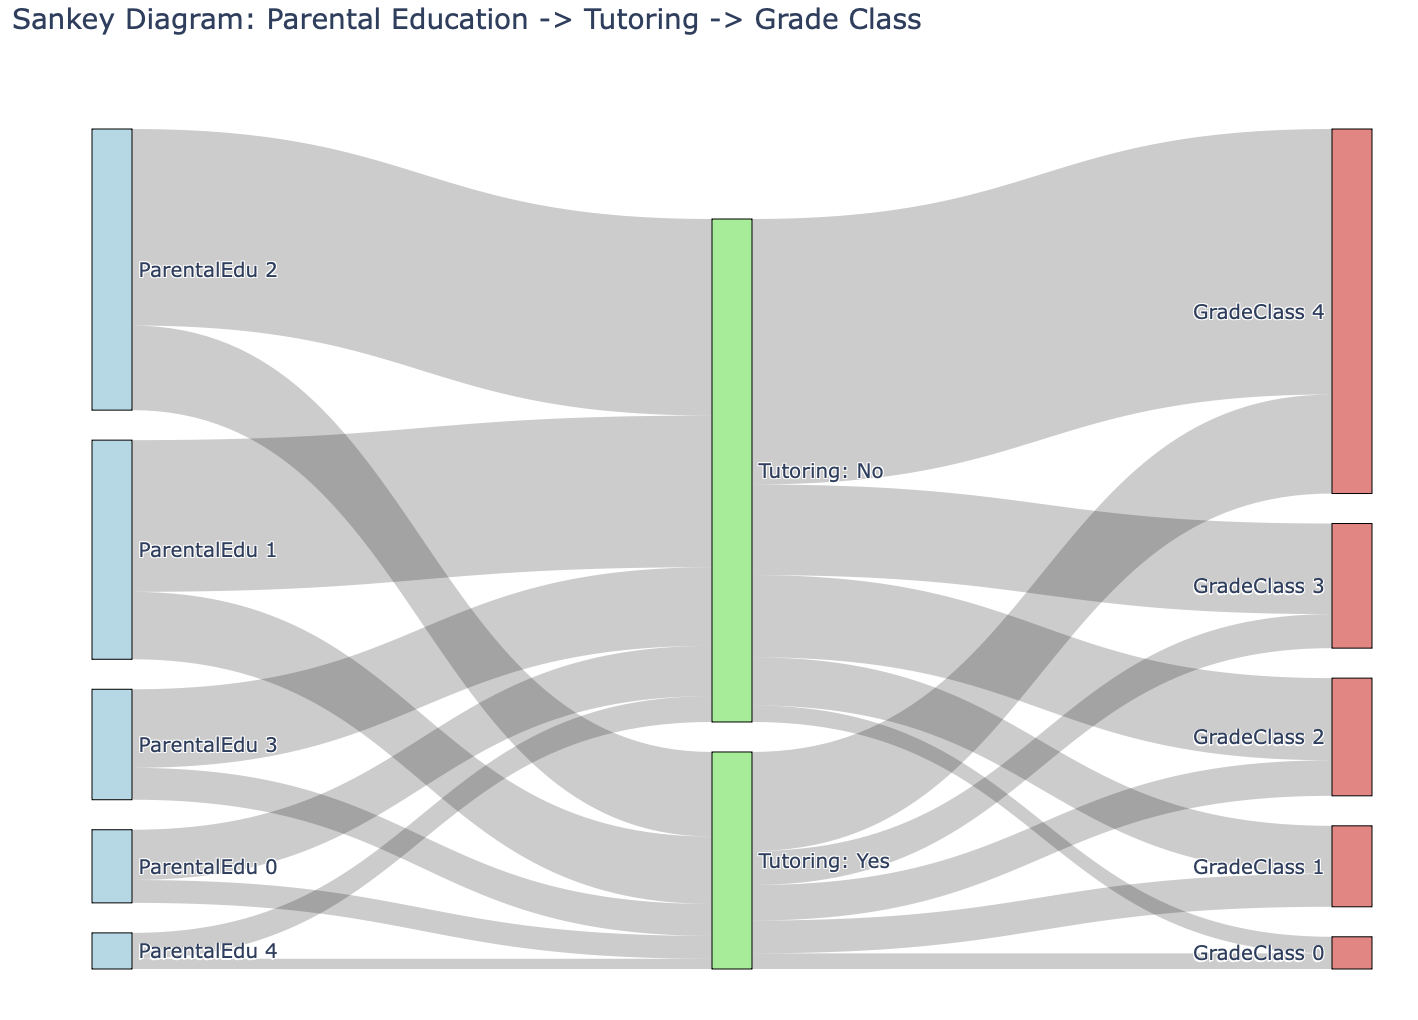 Sankey Diagram: Parental Education -> Tutoring -> Grade Class
ParentalEdu 2
ParentalEdu 1
ParentalEdu 3
ParentalEdu 0
ParentalEdu 4
Tutoring: No
Tutoring: Yes
GradeClass 4
GradeClass 3
GradeClass 2
GradeClass 1
GradeClass 0